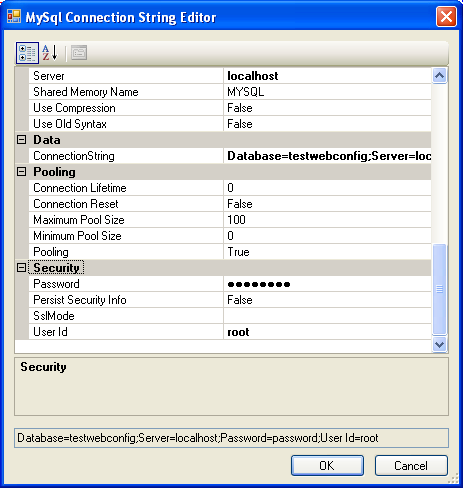 MySql Connection String Editor
Server localhost
Shared Memory Name MYSQL
Use Compression False
Use Old Syntax False
Data
ConnectionString Database=testwebconfig;Server=loc
Pooling
Connection Lifetime 0
Connection Reset False
Maximum Pool Size 100
Minimum Pool Size 0
Pooling True
Security
Password ●●●●●●●●
Persist Security Info False
SslMode
User Id root
Security
Database=testwebconfig;Server=localhost;Password=password;User Id=root
OK Cancel